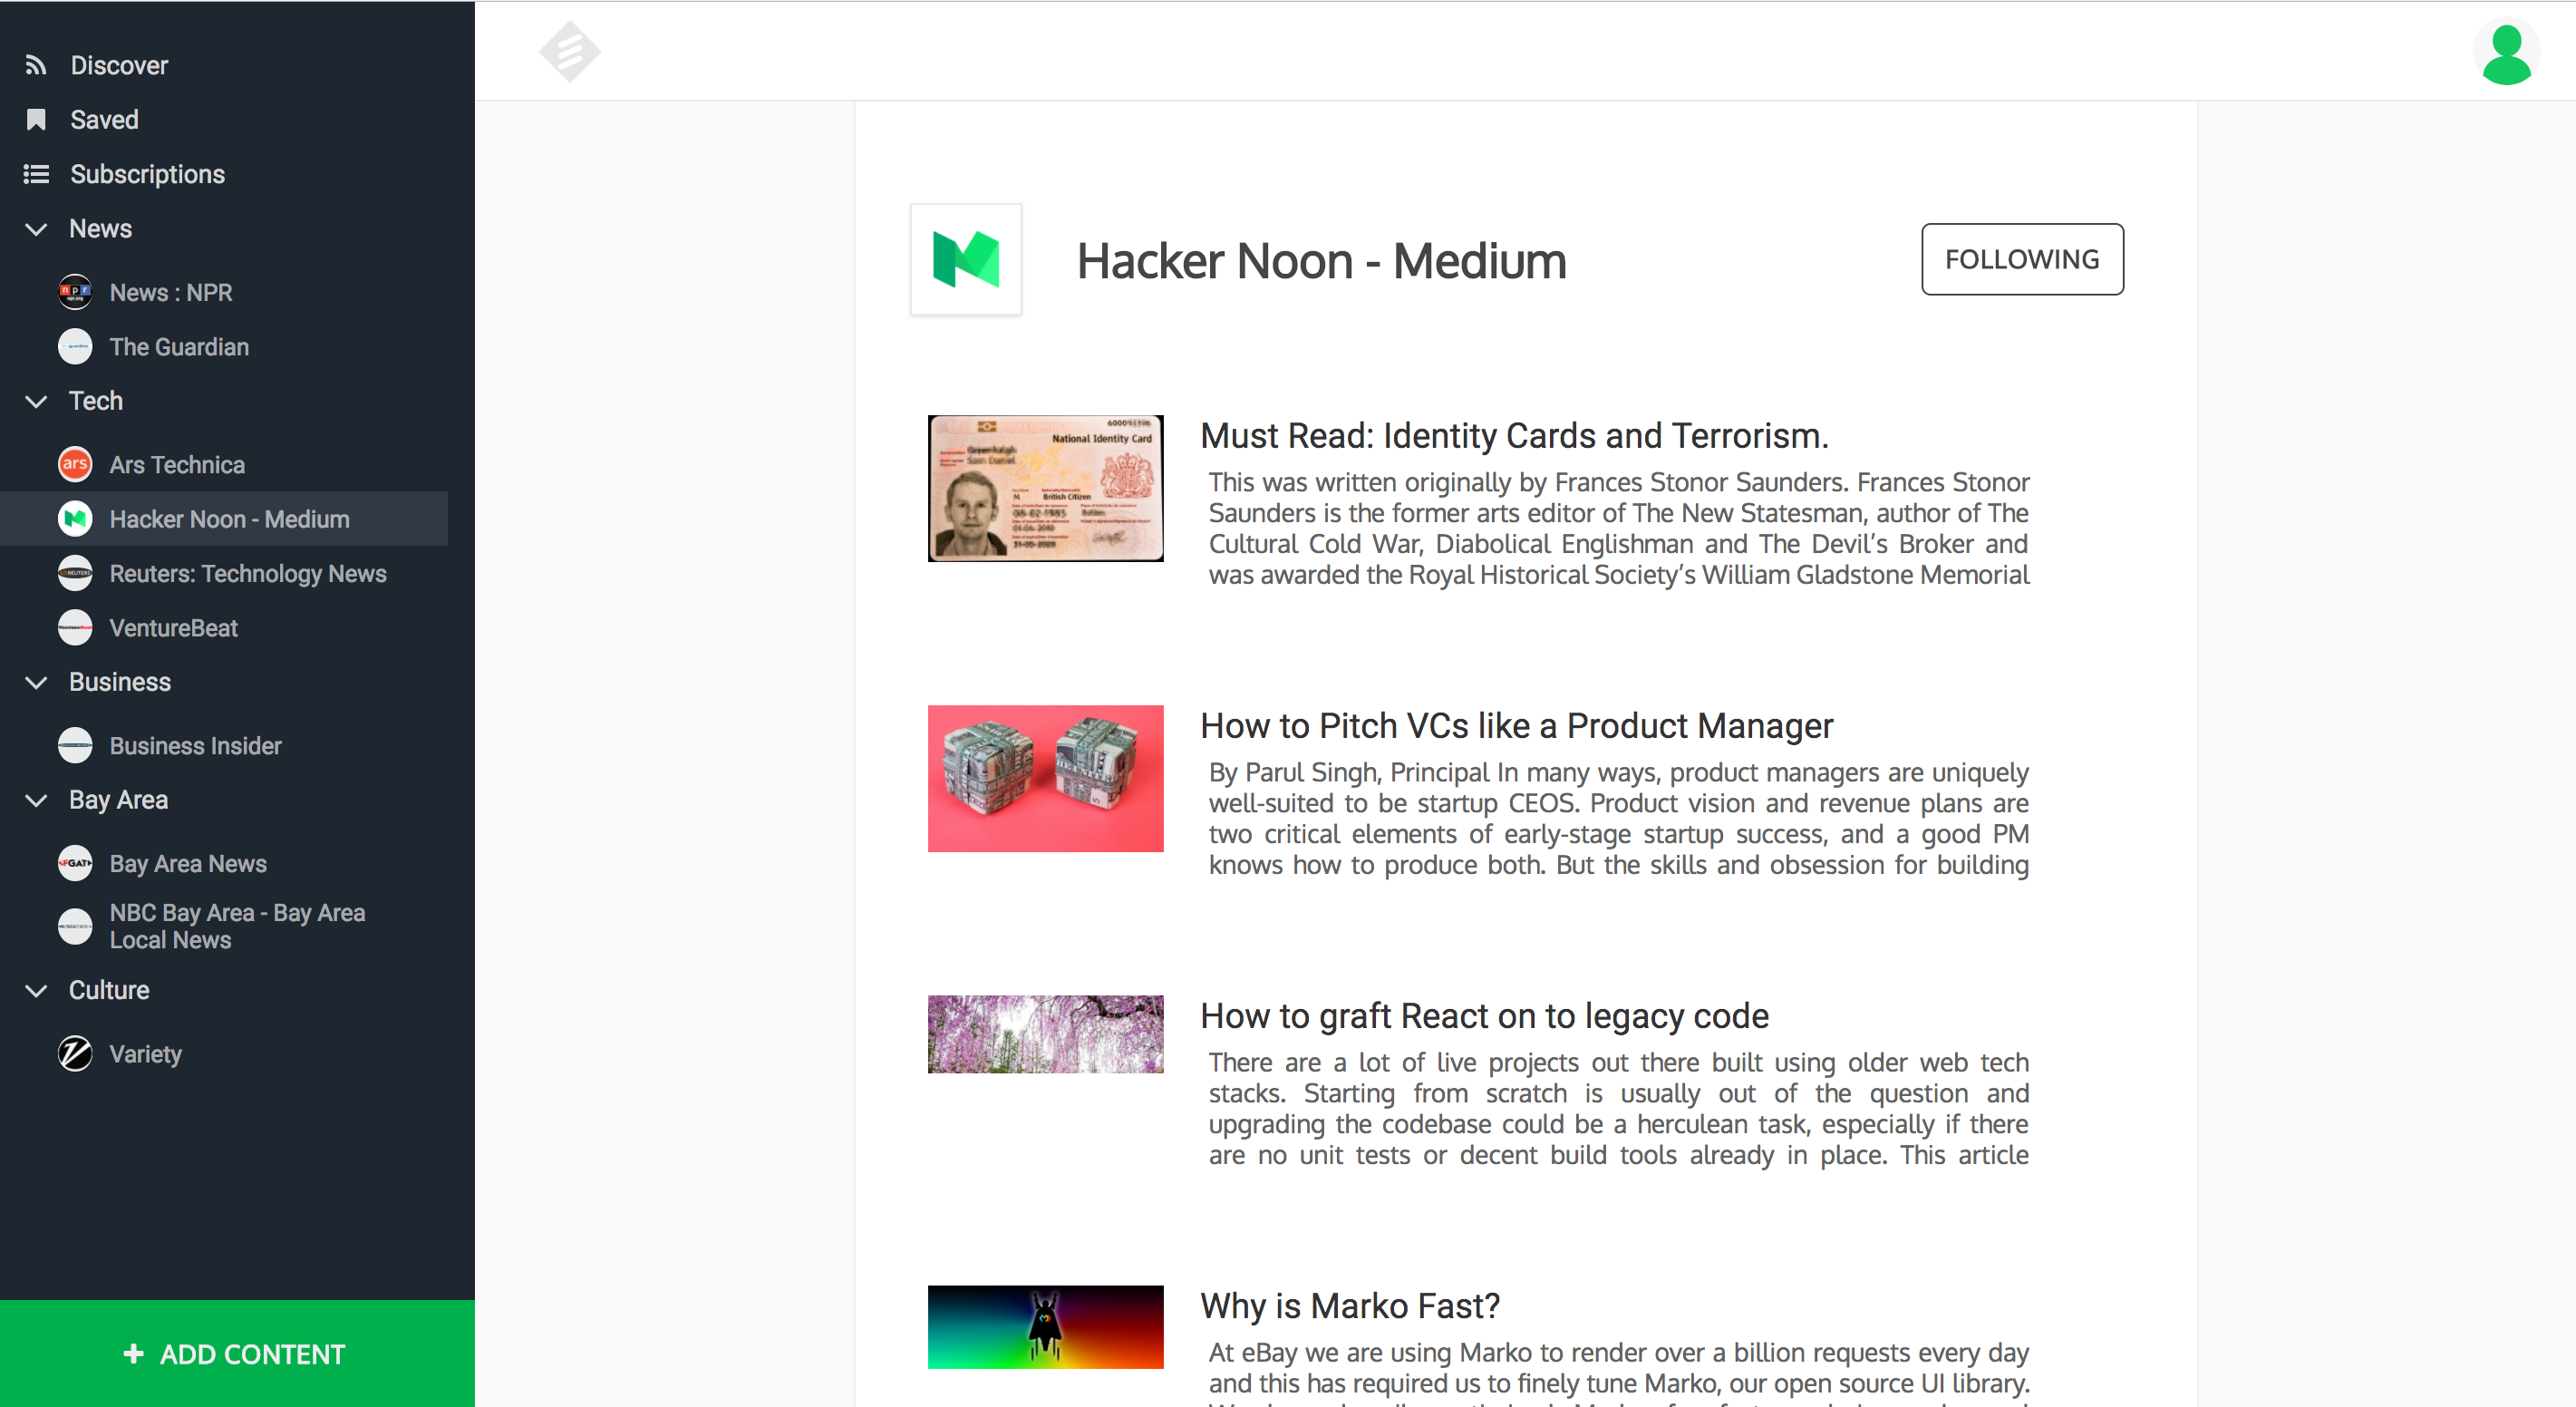 Discover
Saved
Subscriptions
News
News : NPR
The Guardian
Tech
ars
Ars Technica
Hacker Noon - Medium
Reuters: Technology News
VentureBeat
Business
Business Insider
Bay Area
Bay Area News
NBC Bay Area - Bay Area
Local News
Culture
Variety
ADD CONTENT
Hacker Noon - Medium
FOLLOWING
National Identity Card
British Citizen
Must Read: Identity Cards and Terrorism.
This was written originally by Frances Stonor Saunders. Frances Stonor
Saunders is the former arts editor of The New Statesman, author of The
Cultural Cold War, Diabolical Englishman and The Devil’s Broker and
was awarded the Royal Historical Society’s William Gladstone Memorial
How to Pitch VCs like a Product Manager
By Parul Singh, Principal In many ways, product managers are uniquely
well-suited to be startup CEOS. Product vision and revenue plans are
two critical elements of early-stage startup success, and a good PM
knows how to produce both. But the skills and obsession for building
How to graft React on to legacy code
There are a lot of live projects out there built using older web tech
stacks. Starting from scratch is usually out of the question and
upgrading the codebase could be a herculean task, especially if there
are no unit tests or decent build tools already in place. This article
Why is Marko Fast?
At eBay we are using Marko to render over a billion requests every day
and this has required us to finely tune Marko, our open source UI library.